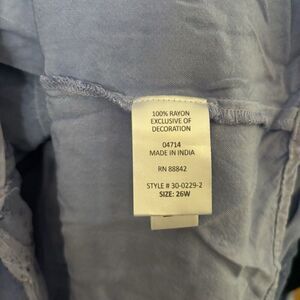 100% RAYON
EXCLUSIVE OF
DECORATION
04714
MADE IN INDIA
RN 88842
STYLE # 30-0229-2
SIZE: 26W